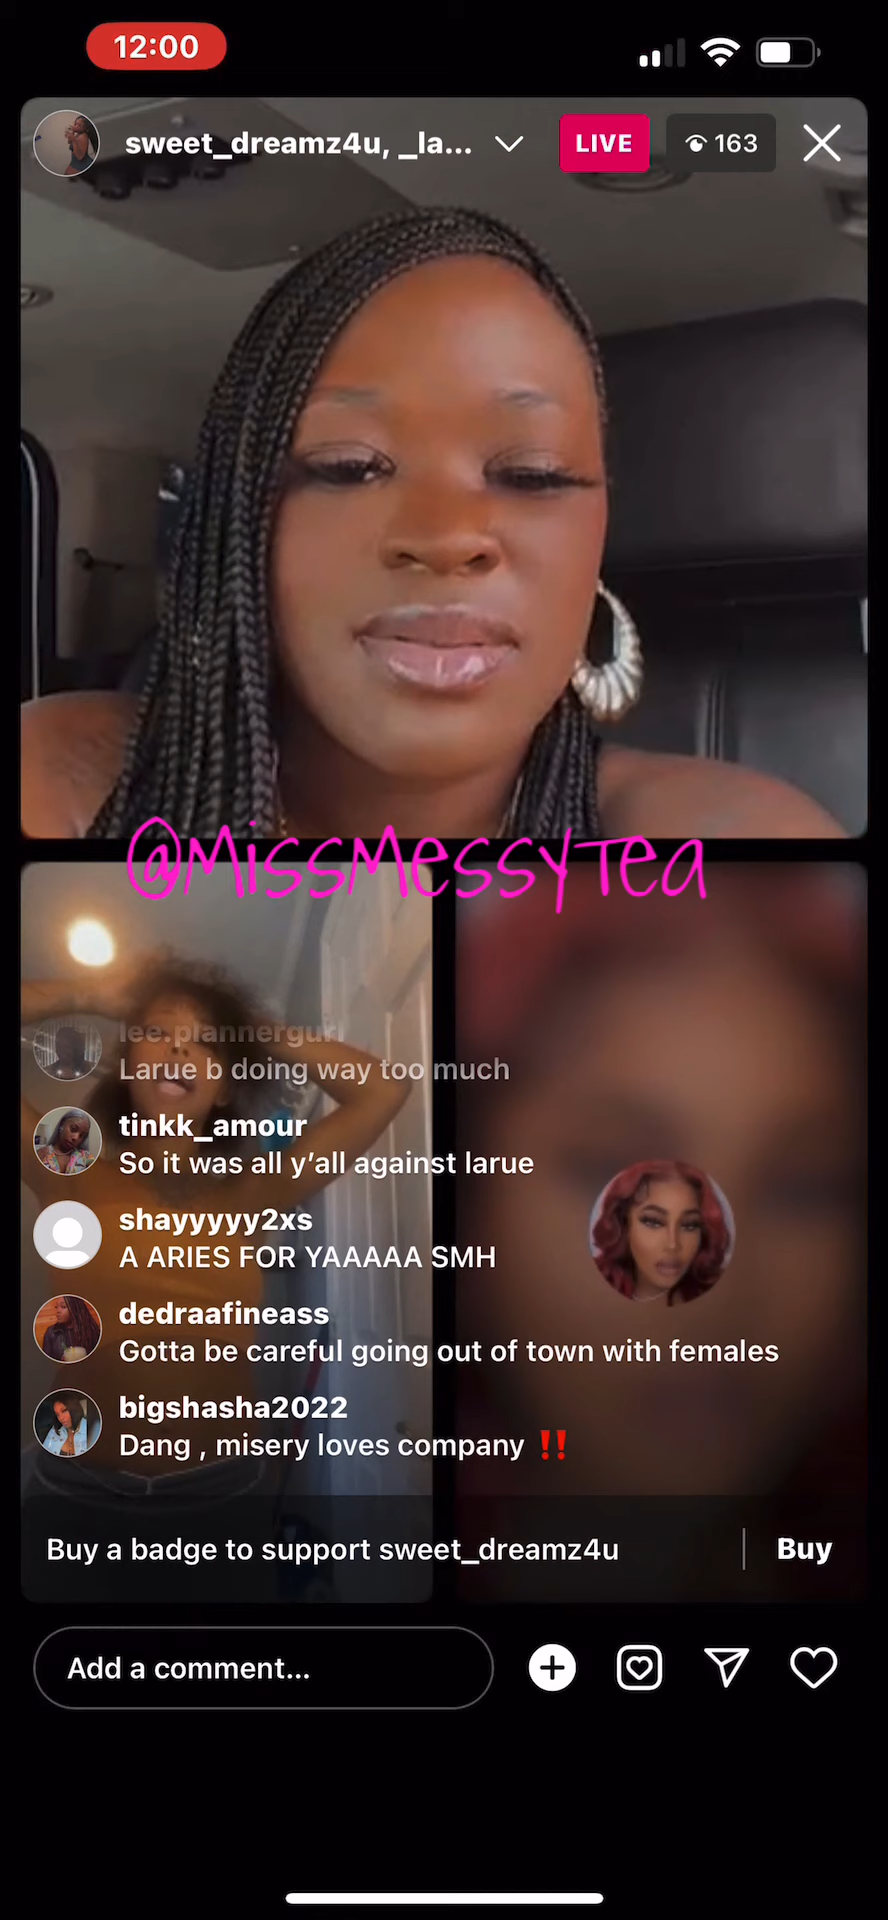 12:00
sweet_dreamz4u, _la...
LIVE
163
@MissMessyTea
lee.plannergurl
Larue b doing way too much
tinkk_amour
So it was all y’all against larue
shayyyyy2xs
A ARIES FOR YAAAAA SMH
dedraafineass
Gotta be careful going out of town with females
bigshasha2022
Dang , misery loves company ‼️
Buy a badge to support sweet_dreamz4u
Buy
Add a comment...